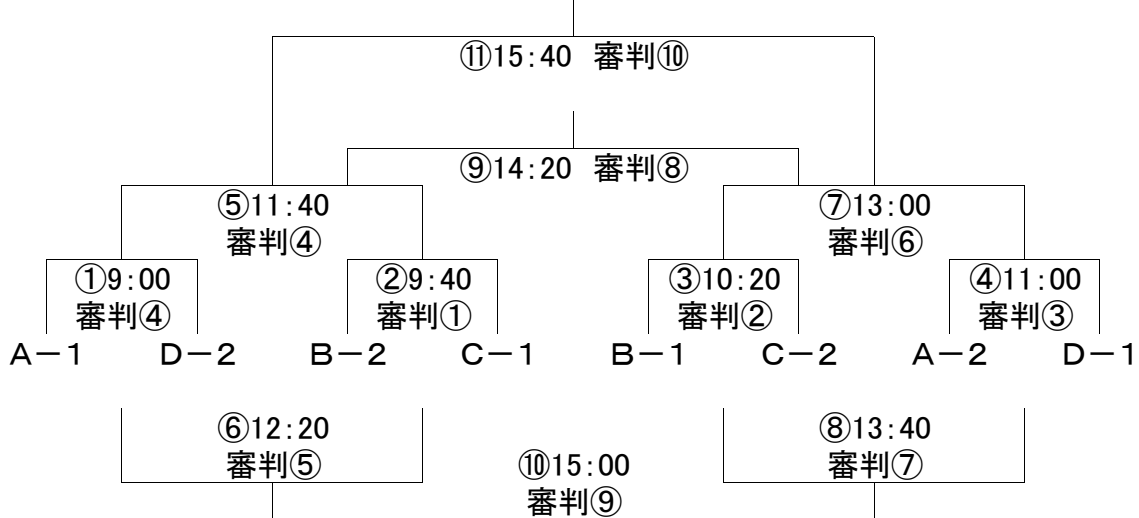 ⑪15:40 審判⑩
⑨14:20 審判⑧
⑤11:40
審判④
⑦13:00
審判⑥
①9:00
審判④
②9:40
審判①
③10:20
審判②
④11:00
審判③
A－1 D－2 B－2 C－1 B－1 C－2 A－2 D－1
⑥12:20
審判⑤
⑩15:00
審判⑨
⑧13:40
審判⑦